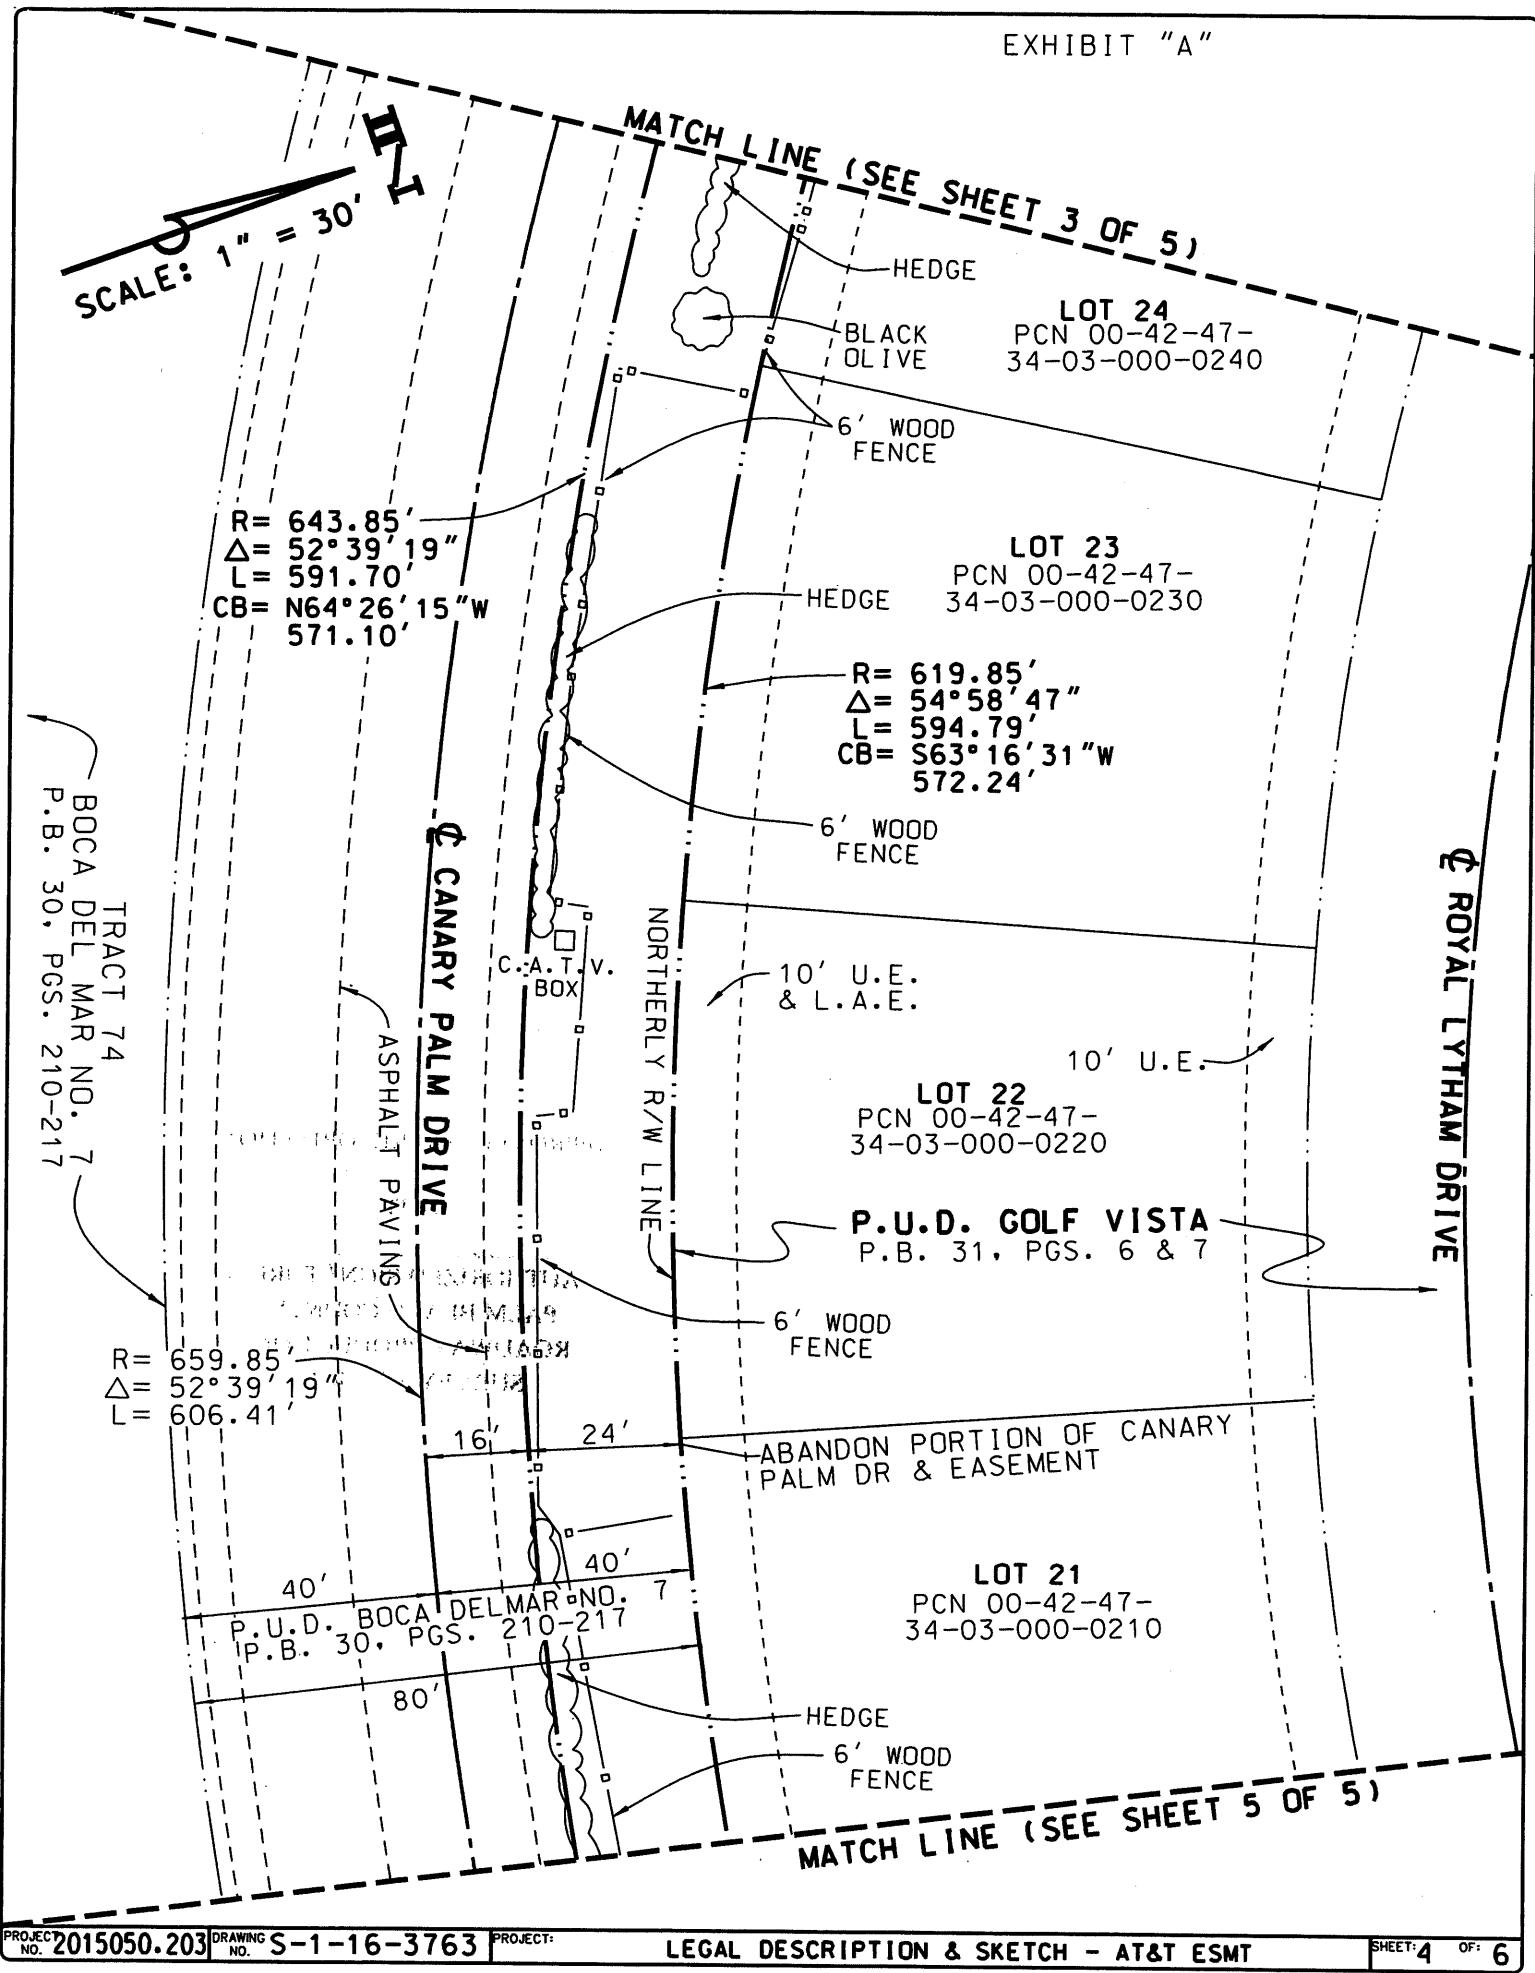 EXHIBIT "A"
MATCH LINE (SEE SHEET 3 OF 5)
SCALE: 1" = 30'
HEDGE
BLACK
OLIVE
LOT 24
PCN 00-42-47-
34-03-000-0240
6' WOOD
FENCE
R= 643.85'
△= 52°39'19"
L= 591.70'
CB= N64°26'15"W
571.10'
LOT 23
PCN 00-42-47-
34-03-000-0230
HEDGE
R= 619.85'
△= 54°58'47"
L= 594.79'
CB= S63°16'31"W
572.24'
6' WOOD
FENCE
TRACT 74
BOCA DEL MAR NO. 7
P.B. 30, PGS. 210-217
℄ CANARY PALM DRIVE
ASPHALT PAVING
C.A.T.V.
BOX
NORTHERLY R/W LINE
10' U.E.
& L.A.E.
10' U.E.
℄ ROYAL LYTHAM DRIVE
LOT 22
PCN 00-42-47-
34-03-000-0220
P.U.D. GOLF VISTA
P.B. 31, PGS. 6 & 7
6' WOOD
FENCE
R= 659.85'
△= 52°39'19"
L= 606.41'
16'
24'
ABANDON PORTION OF CANARY
PALM DR & EASEMENT
40'
40'
P.U.D. BOCA DELMAR NO. 7
P.B. 30, PGS. 210-217
80'
LOT 21
PCN 00-42-47-
34-03-000-0210
HEDGE
6' WOOD
FENCE
MATCH LINE (SEE SHEET 5 OF 5)
PROJECT NO. 2015050.203 DRAWING NO. S-1-16-3763 PROJECT: LEGAL DESCRIPTION & SKETCH - AT&T ESMT SHEET: 4 OF: 6